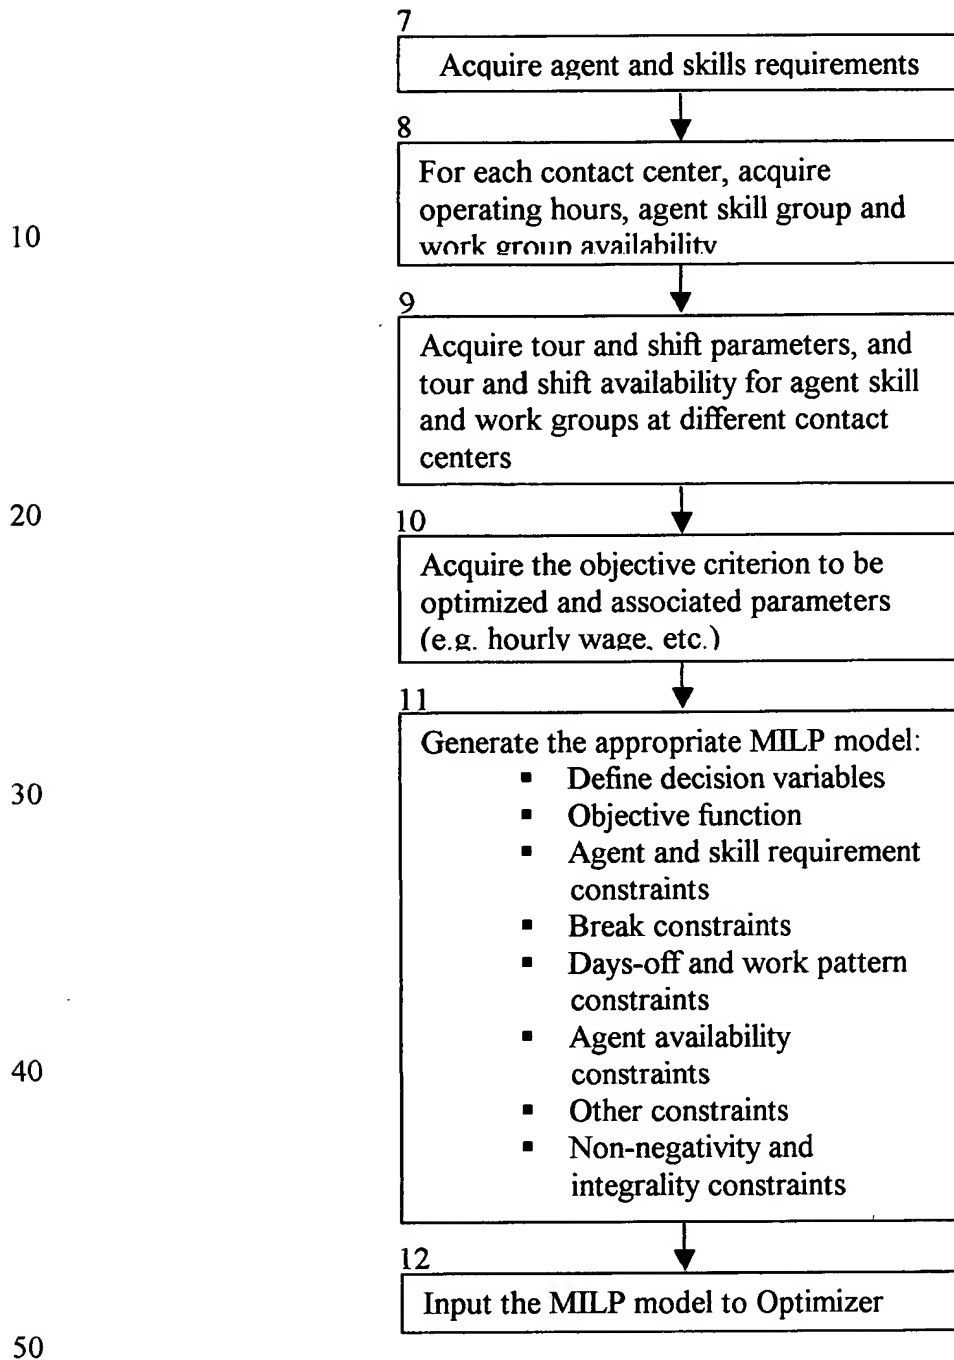 7
Acquire agent and skills requirements
8
For each contact center, acquire
operating hours, agent skill group and
work group availability
10
9
Acquire tour and shift parameters, and
tour and shift availability for agent skill
and work groups at different contact
centers
20
10
Acquire the objective criterion to be
optimized and associated parameters
(e.g. hourly wage, etc.)
11
Generate the appropriate MILP model:
▪ Define decision variables
30
▪ Objective function
▪ Agent and skill requirement
constraints
▪ Break constraints
▪ Days-off and work pattern
constraints
▪ Agent availability
constraints
40
▪ Other constraints
▪ Non-negativity and
integrality constraints
12
Input the MILP model to Optimizer
50